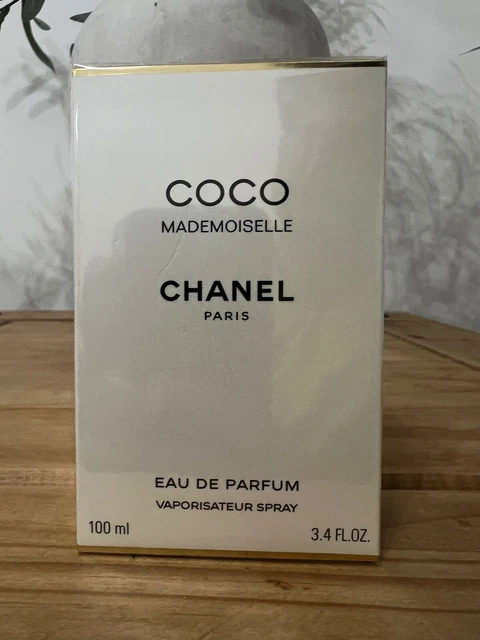 COCO
MADEMOISELLE
CHANEL
PARIS
EAU DE PARFUM
VAPORISATEUR SPRAY
100 ml 3.4 FL.OZ.